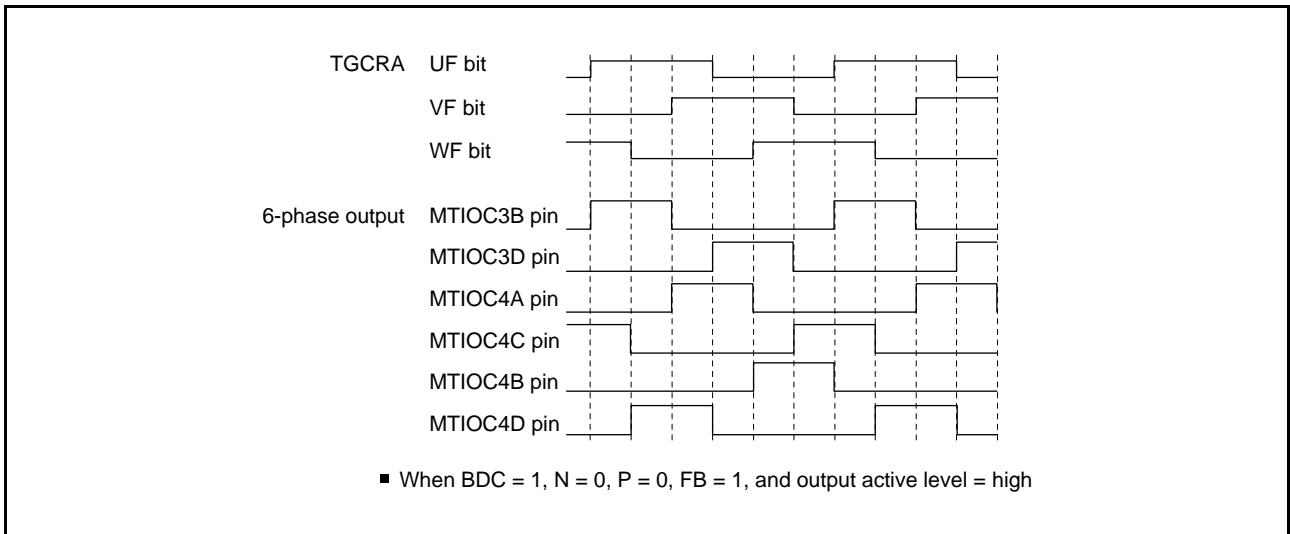 TGCRA UF bit
VF bit
WF bit
6-phase output MTIOC3B pin
MTIOC3D pin
MTIOC4A pin
MTIOC4C pin
MTIOC4B pin
MTIOC4D pin
■ When BDC = 1, N = 0, P = 0, FB = 1, and output active level = high